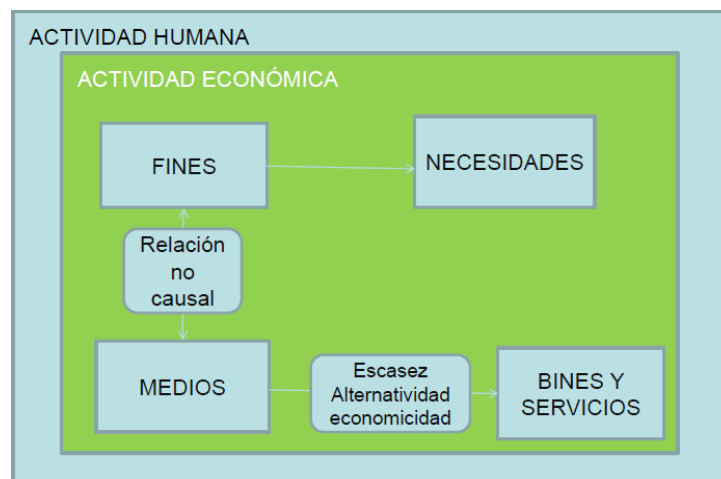 ACTIVIDAD HUMANA
ACTIVIDAD ECONÓMICA
FINES
NECESIDADES
Relación
no
causal
MEDIOS
Escasez
Alternatividad
economicidad
BINES Y
SERVICIOS